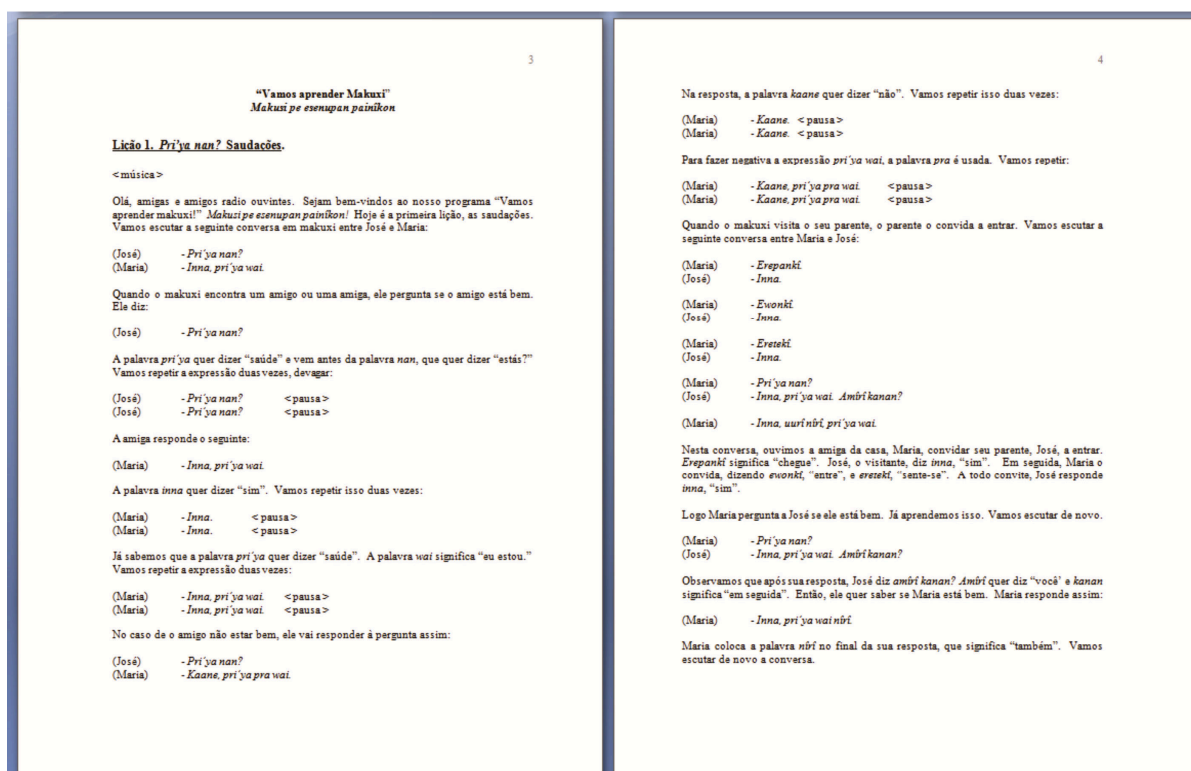 3
“Vamos aprender Makuxi”
Makusi pe esenupan painîkon
Lição 1. Pri’ya nan? Saudações.
<música>
Olá, amigas e amigos radio ouvintes. Sejam bem-vindos ao nosso programa “Vamos
aprender makuxi!” Makusi pe esenupan painîkon! Hoje é a primeira lição, as saudações.
Vamos escutar a seguinte conversa em makuxi entre José e Maria:
(José) - Pri´ya nan?
(Maria) - Inna, pri´ya wai.
Quando o makuxi encontra um amigo ou uma amiga, ele pergunta se o amigo está bem.
Ele diz:
(José) - Pri´ya nan?
A palavra pri´ya quer dizer “saúde” e vem antes da palavra nan, que quer dizer “estás?”
Vamos repetir a expressão duas vezes, devagar:
(José) - Pri´ya nan? <pausa>
(José) - Pri´ya nan? <pausa>
A amiga responde o seguinte:
(Maria) - Inna, pri´ya wai.
A palavra inna quer dizer “sim”. Vamos repetir isso duas vezes:
(Maria) - Inna. <pausa>
(Maria) - Inna. <pausa>
Já sabemos que a palavra pri´ya quer dizer “saúde”. A palavra wai significa “eu estou.”
Vamos repetir a expressão duas vezes:
(Maria) - Inna, pri´ya wai. <pausa>
(Maria) - Inna, pri´ya wai. <pausa>
No caso de o amigo não estar bem, ele vai responder à pergunta assim:
(José) - Pri´ya nan?
(Maria) - Kaane, pri´ya pra wai.
4
Na resposta, a palavra kaane quer dizer “não”. Vamos repetir isso duas vezes:
(Maria) - Kaane. <pausa>
(Maria) - Kaane. <pausa>
Para fazer negativa a expressão pri´ya wai, a palavra pra é usada. Vamos repetir:
(Maria) - Kaane, pri´ya pra wai. <pausa>
(Maria) - Kaane, pri´ya pra wai. <pausa>
Quando o makuxi visita o seu parente, o parente o convida a entrar. Vamos escutar a
seguinte conversa entre Maria e José:
(Maria) - Erepankî.
(José) - Inna.
(Maria) - Ewonkî.
(José) - Inna.
(Maria) - Eretekî.
(José) - Inna.
(Maria) - Pri´ya nan?
(José) - Inna, pri´ya wai. Amîrî kanan?
(Maria) - Inna, uurî nîrî, pri´ya wai.
Nesta conversa, ouvimos a amiga da casa, Maria, convidar seu parente, José, a entrar.
Erepankî significa “chegue”. José, o visitante, diz inna, “sim”. Em seguida, Maria o
convida, dizendo ewonkî, “entre”, e eretekî, “sente-se”. A todo convite, José responde
inna, “sim”.
Logo Maria pergunta a José se ele está bem. Já aprendemos isso. Vamos escutar de novo.
(Maria) - Pri´ya nan?
(José) - Inna, pri´ya wai. Amîrî kanan?
Observamos que após sua resposta, José diz amîrî kanan? Amîrî quer diz “você’ e kanan
significa “em seguida”. Então, ele quer saber se Maria está bem. Maria responde assim:
(Maria) - Inna, pri´ya wai nîrî.
Maria coloca a palavra nîrî no final da sua resposta, que significa “também”. Vamos
escutar de novo a conversa.